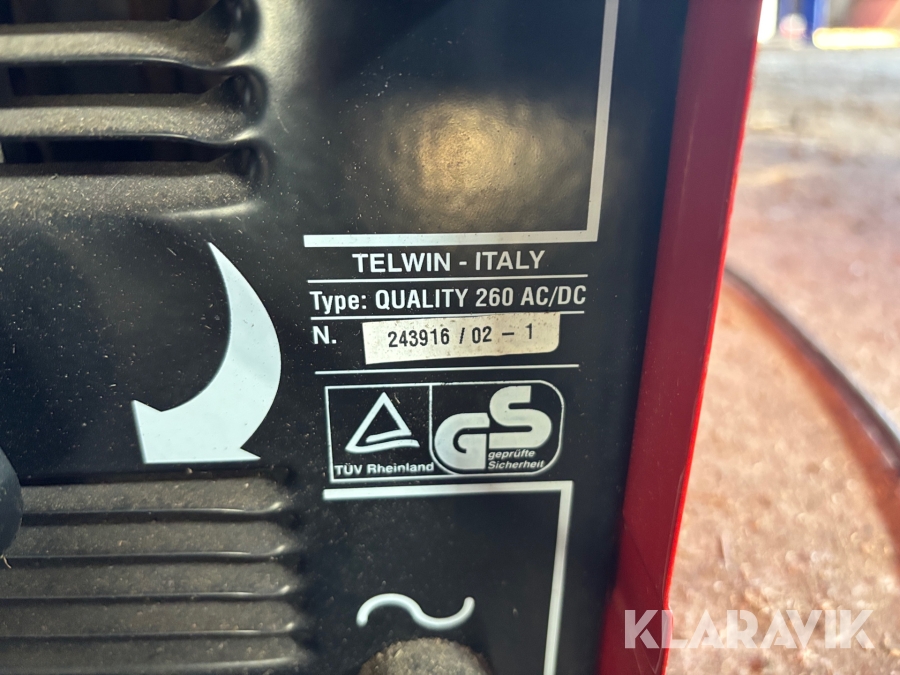 TELWIN - ITALY
Type: QUALITY 260 AC/DC
N. 243916 / 02 - 1
TÜV Rheinland
GS
geprüfte
Sicherheit
KLARAVIK